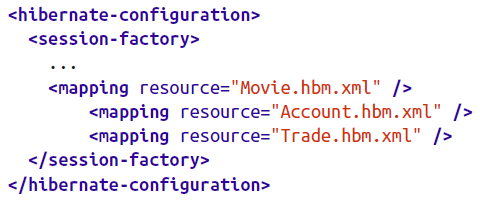 <hibernate-configuration>
  <session-factory>
    ...
    <mapping resource="Movie.hbm.xml" />
        <mapping resource="Account.hbm.xml" />
        <mapping resource="Trade.hbm.xml" />
  </session-factory>
</hibernate-configuration>